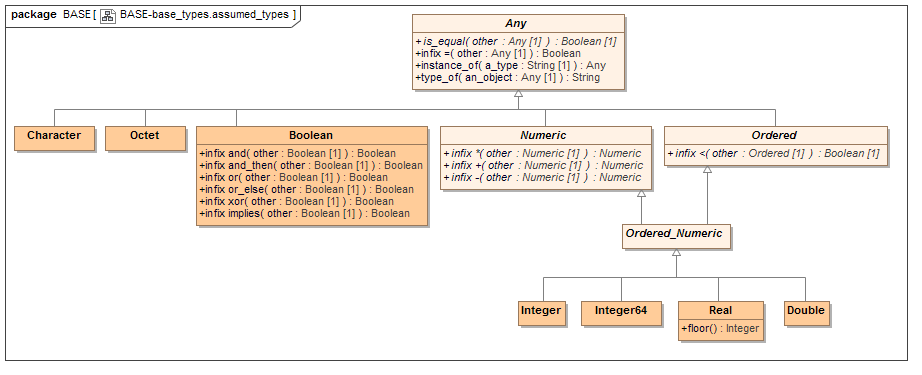 package BASE [ BASE-base_types.assumed_types ]
Any
+is_equal( other : Any [1] ) : Boolean [1]
+infix =( other : Any [1] ) : Boolean
+instance_of( a_type : String [1] ) : Any
+type_of( an_object : Any [1] ) : String
Character
Octet
Boolean
+infix and( other : Boolean [1] ) : Boolean
+infix and_then( other : Boolean [1] ) : Boolean
+infix or( other : Boolean [1] ) : Boolean
+infix or_else( other : Boolean [1] ) : Boolean
+infix xor( other : Boolean [1] ) : Boolean
+infix implies( other : Boolean [1] ) : Boolean
Numeric
+infix *( other : Numeric [1] ) : Numeric
+infix +( other : Numeric [1] ) : Numeric
+infix -( other : Numeric [1] ) : Numeric
Ordered
+infix <( other : Ordered [1] ) : Boolean [1]
Ordered_Numeric
Integer
Integer64
Real
+floor() : Integer
Double